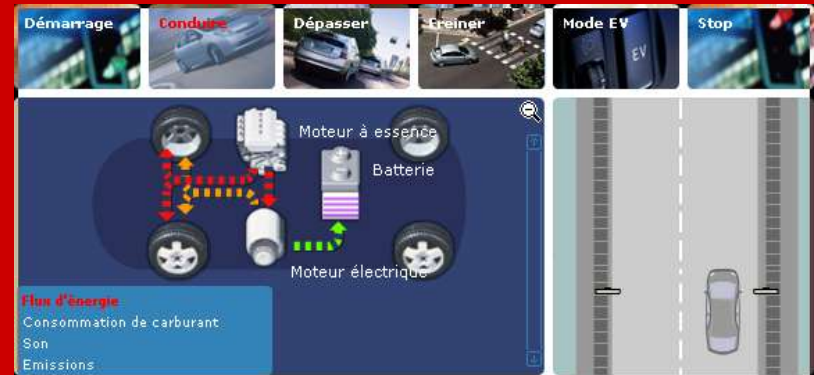 Démarrage
Conduire
Dépasser
Freiner
Mode EV
Stop
EV
Moteur à essence
Batterie
Moteur électrique
Flux d'énergie
Consommation de carburant
Son
Emissions